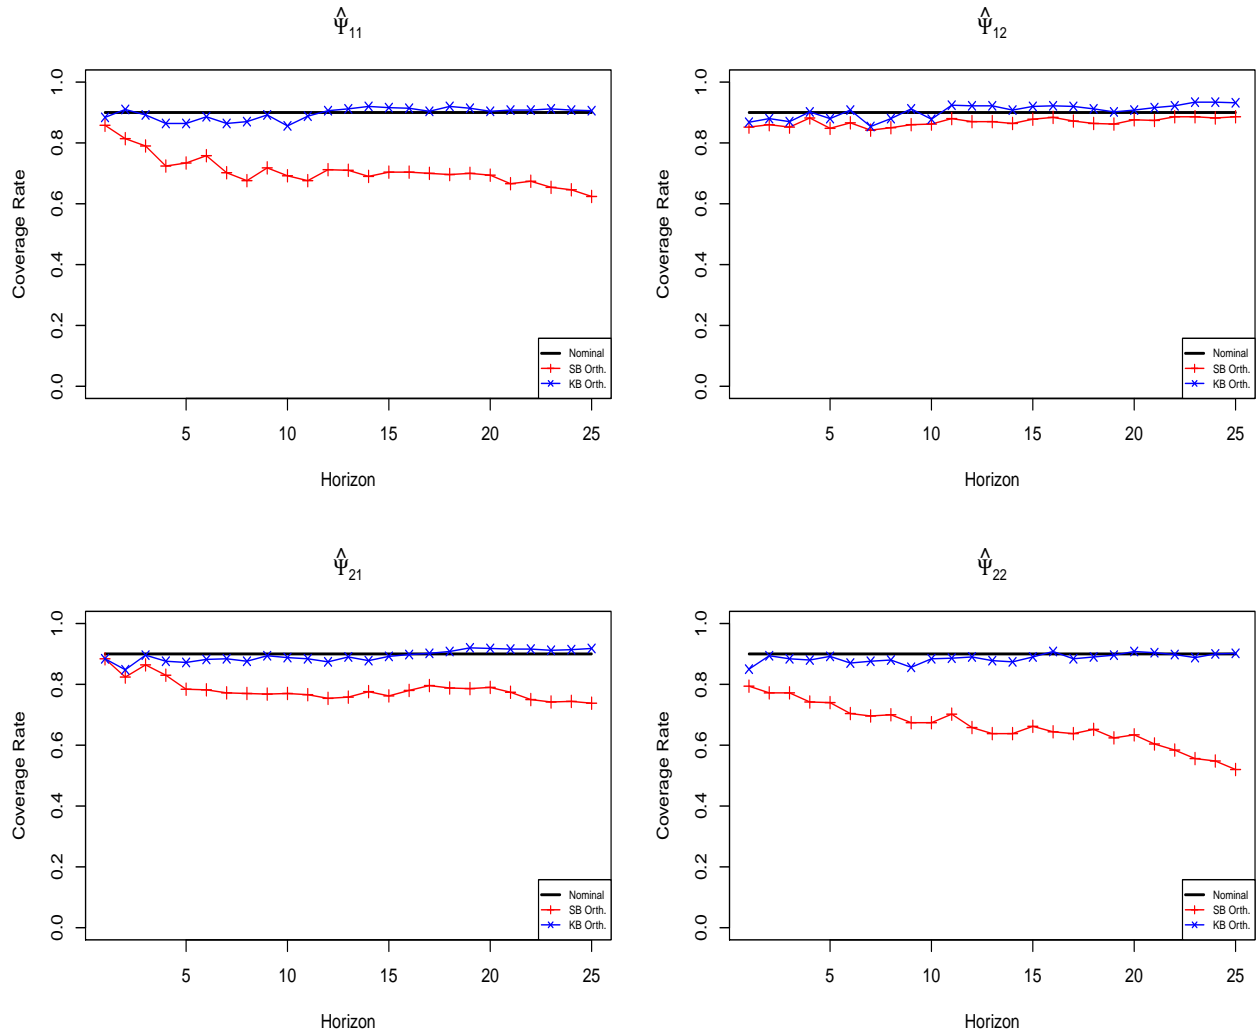 Ψ̂11
Coverage Rate
1.0
0.8
0.6
0.4
0.2
0.0
Nominal
SB Orth.
KB Orth.
5 10 15 20 25
Horizon
Ψ̂12
Coverage Rate
1.0
0.8
0.6
0.4
0.2
0.0
Nominal
SB Orth.
KB Orth.
5 10 15 20 25
Horizon
Ψ̂21
Coverage Rate
1.0
0.8
0.6
0.4
0.2
0.0
Nominal
SB Orth.
KB Orth.
5 10 15 20 25
Horizon
Ψ̂22
Coverage Rate
1.0
0.8
0.6
0.4
0.2
0.0
Nominal
SB Orth.
KB Orth.
5 10 15 20 25
Horizon